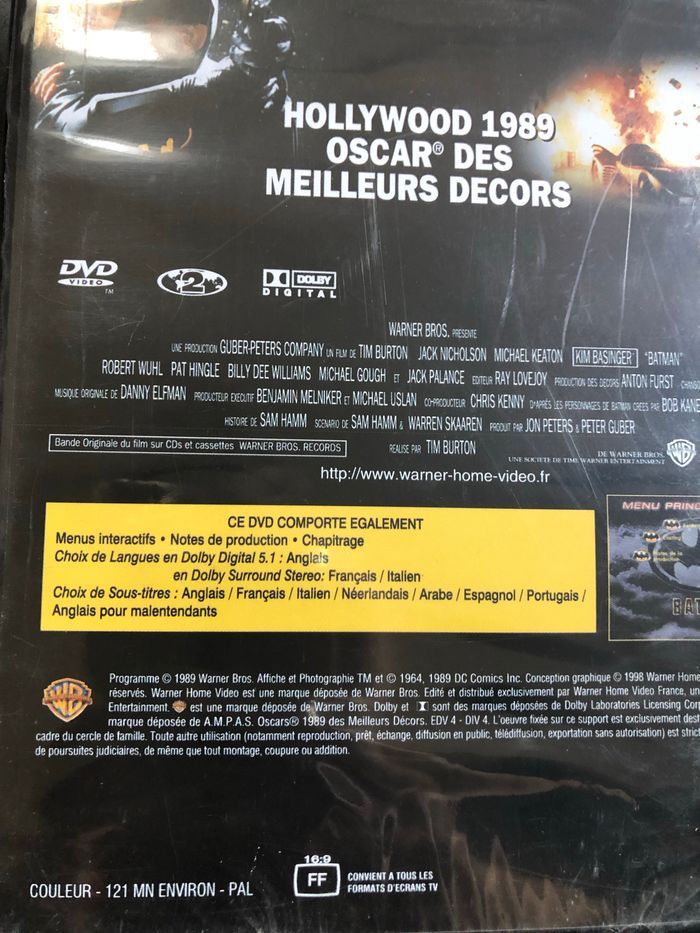 HOLLYWOOD 1989
OSCAR® DES
MEILLEURS DECORS
DVD
VIDEO
TM
2
DOLBY
DIGITAL
WARNER BROS. PRESENTE
UNE PRODUCTION GUBER-PETERS COMPANY UN FILM DE TIM BURTON JACK NICHOLSON MICHAEL KEATON KIM BASINGER "BATMAN"
ROBERT WUHL PAT HINGLE BILLY DEE WILLIAMS MICHAEL GOUGH ET JACK PALANCE EDITEUR RAY LOVEJOY PRODUCTION DES DECORS ANTON FURST
MUSIQUE ORIGINALE DE DANNY ELFMAN PRODUCTEUR EXECUTIF BENJAMIN MELNIKER ET MICHAEL USLAN CO-PRODUCTEUR CHRIS KENNY D'APRÈS LES PERSONNAGES DE BATMAN CREES PAR BOB KANE
HISTOIRE DE SAM HAMM SCENARIO DE SAM HAMM & WARREN SKAAREN PRODUIT PAR JON PETERS & PETER GUBER
Bande Originale du film sur CDs et cassettes WARNER BROS. RECORDS
REALISE PAR TIM BURTON
DE WARNER BROS.
UNE SOCIETE DE TIME WARNER ENTERTAINMENT
http://www.warner-home-video.fr
CE DVD COMPORTE EGALEMENT
Menus interactifs • Notes de production • Chapitrage
Choix de Langues en Dolby Digital 5.1 : Anglais
en Dolby Surround Stereo: Français / Italien
Choix de Sous-titres : Anglais / Français / Italien / Néerlandais / Arabe / Espagnol / Portugais /
Anglais pour malentendants
MENU PRINC
Casting
Notes de la
production
BAT
Programme © 1989 Warner Bros. Affiche et Photographie TM et © 1964, 1989 DC Comics Inc. Conception graphique © 1998 Warner Home
réservés. Warner Home Video est une marque déposée de Warner Bros. Edité et distribué exclusivement par Warner Home Video France, un
Entertainment. est une marque déposée de Warner Bros. Dolby et sont des marques déposées de Dolby Laboratories Licensing Corp
marque déposée de A.M.P.A.S. Oscars® 1989 des Meilleurs Décors. EDV 4 - DIV 4. L'oeuvre fixée sur ce support est exclusivement des
cadre du cercle de famille. Toute autre utilisation (notamment reproduction, prêt, échange, diffusion en public, télédiffusion, exportation sans autorisation) est stric
de poursuites judiciaires, de même que tout montage, coupure ou addition.
COULEUR - 121 MN ENVIRON - PAL
16:9
FF
CONVIENT A TOUS LES
FORMATS D'ECRANS TV